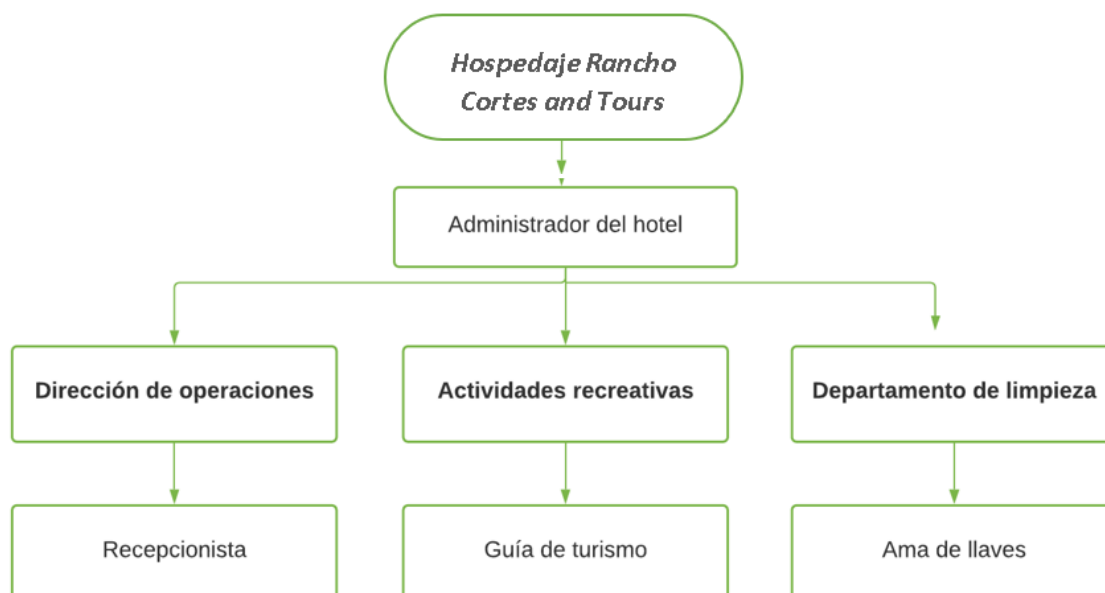 Hospedaje Rancho
Cortes and Tours
Administrador del hotel
Dirección de operaciones
Actividades recreativas
Departamento de limpieza
Recepcionista
Guía de turismo
Ama de llaves